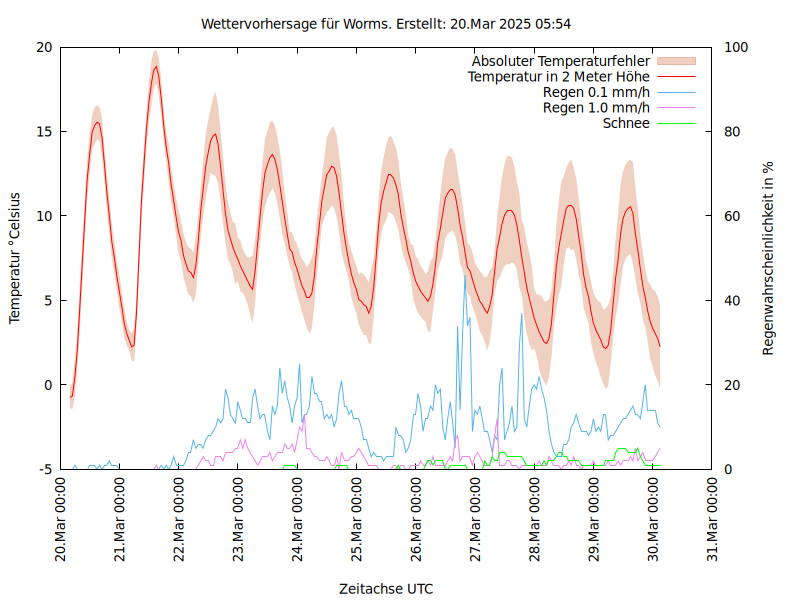 Wettervorhersage für Worms. Erstellt: 20.Mar 2025 05:54
Absoluter Temperaturfehler
Temperatur in 2 Meter Höhe
Regen 0.1 mm/h
Regen 1.0 mm/h
Schnee
Temperatur °Celsius
20
15
10
5
0
-5
100
80
60
40
20
0
Regenwahrscheinlichkeit in %
20.Mar 00:00
21.Mar 00:00
22.Mar 00:00
23.Mar 00:00
24.Mar 00:00
25.Mar 00:00
26.Mar 00:00
27.Mar 00:00
28.Mar 00:00
29.Mar 00:00
30.Mar 00:00
31.Mar 00:00
Zeitachse UTC